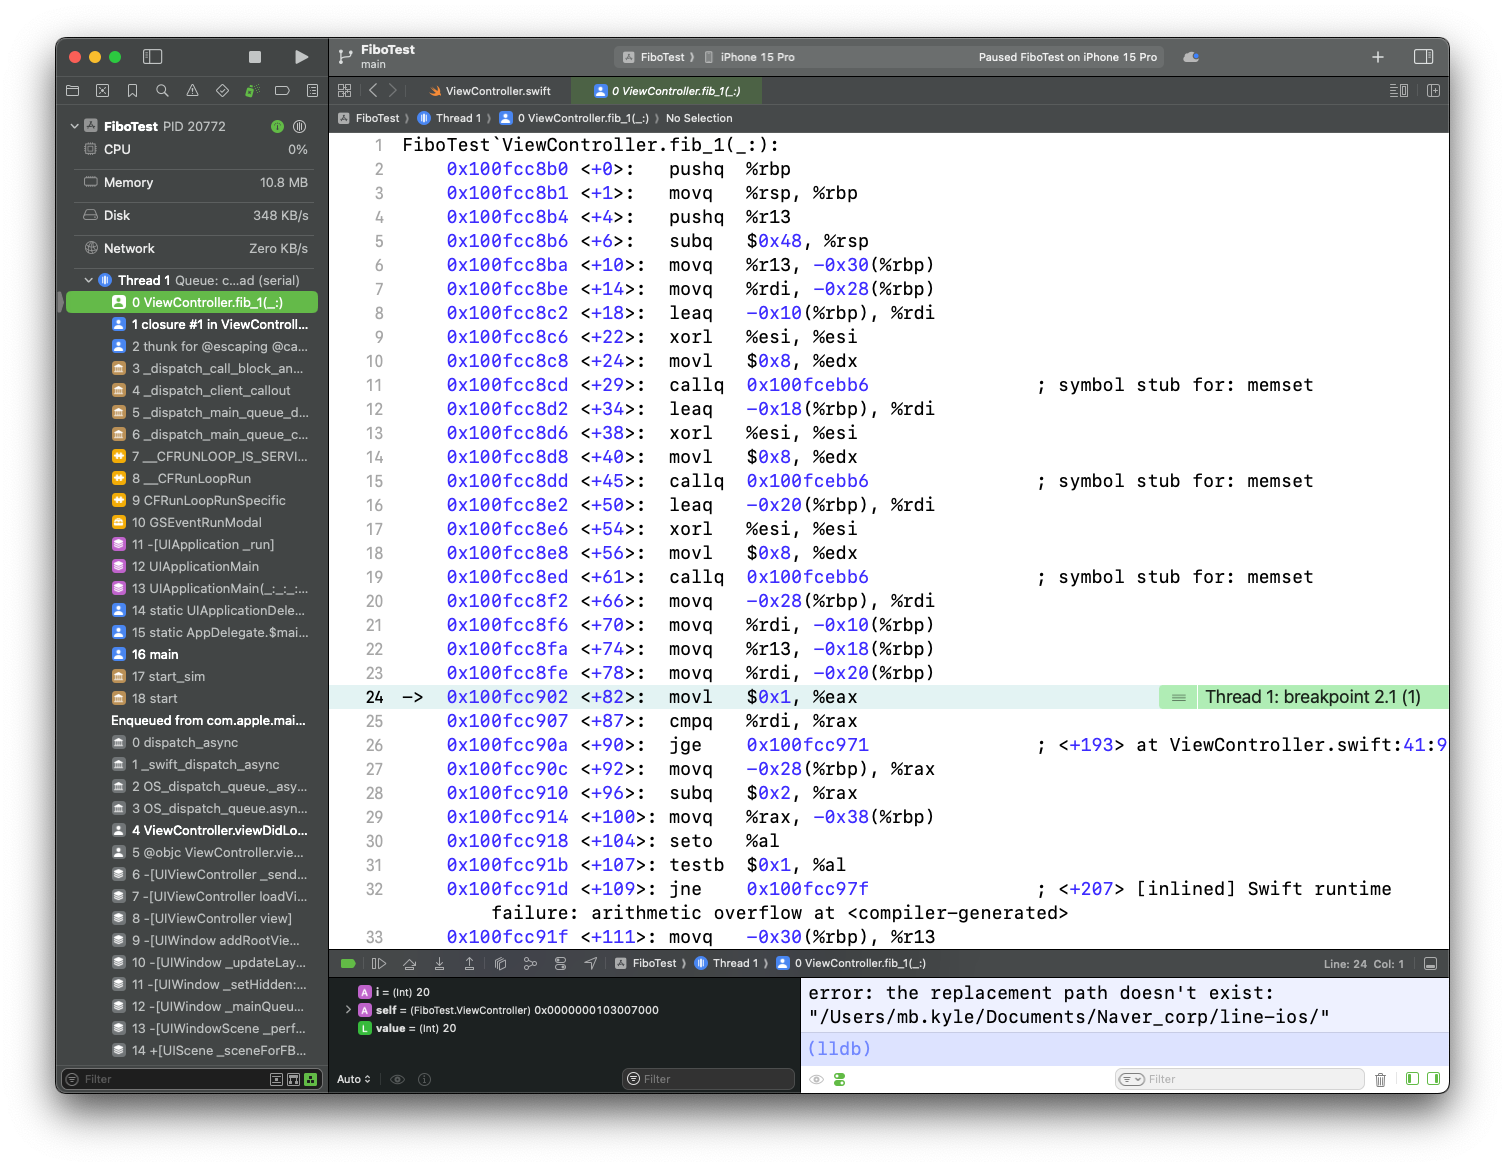 FiboTest
main
FiboTest 〉 iPhone 15 Pro
Paused FiboTest on iPhone 15 Pro
ViewController.swift
0 ViewController.fib_1(_:)
FiboTest 〉 Thread 1 〉 0 ViewController.fib_1(_:) 〉 No Selection
FiboTest PID 20772
CPU 0%
Memory 10.8 MB
Disk 348 KB/s
Network Zero KB/s
Thread 1 Queue: c...ad (serial)
0 ViewController.fib_1(_:)
1 closure #1 in ViewControll...
2 thunk for @escaping @ca...
3 _dispatch_call_block_an...
4 _dispatch_client_callout
5 _dispatch_main_queue_d...
6 _dispatch_main_queue_c...
7 __CFRUNLOOP_IS_SERVI...
8 __CFRunLoopRun
9 CFRunLoopRunSpecific
10 GSEventRunModal
11 -[UIApplication _run]
12 UIApplicationMain
13 UIApplicationMain(_:_:_:...
14 static UIApplicationDele...
15 static AppDelegate.$mai...
16 main
17 start_sim
18 start
Enqueued from com.apple.mai...
0 dispatch_async
1 _swift_dispatch_async
2 OS_dispatch_queue._asy...
3 OS_dispatch_queue.asyn...
4 ViewController.viewDidLo...
5 @objc ViewController.vie...
6 -[UIViewController _send...
7 -[UIViewController loadVi...
8 -[UIViewController view]
9 -[UIWindow addRootVie...
10 -[UIWindow _updateLay...
11 -[UIWindow _setHidden:...
12 -[UIWindow _mainQueu...
13 -[UIWindowScene _perf...
14 +[UIScene _sceneForFB...
Filter
1 FiboTest`ViewController.fib_1(_:):
2 0x100fcc8b0 <+0>: pushq %rbp
3 0x100fcc8b1 <+1>: movq %rsp, %rbp
4 0x100fcc8b4 <+4>: pushq %r13
5 0x100fcc8b6 <+6>: subq $0x48, %rsp
6 0x100fcc8ba <+10>: movq %r13, -0x30(%rbp)
7 0x100fcc8be <+14>: movq %rdi, -0x28(%rbp)
8 0x100fcc8c2 <+18>: leaq -0x10(%rbp), %rdi
9 0x100fcc8c6 <+22>: xorl %esi, %esi
10 0x100fcc8c8 <+24>: movl $0x8, %edx
11 0x100fcc8cd <+29>: callq 0x100fcebb6 ; symbol stub for: memset
12 0x100fcc8d2 <+34>: leaq -0x18(%rbp), %rdi
13 0x100fcc8d6 <+38>: xorl %esi, %esi
14 0x100fcc8d8 <+40>: movl $0x8, %edx
15 0x100fcc8dd <+45>: callq 0x100fcebb6 ; symbol stub for: memset
16 0x100fcc8e2 <+50>: leaq -0x20(%rbp), %rdi
17 0x100fcc8e6 <+54>: xorl %esi, %esi
18 0x100fcc8e8 <+56>: movl $0x8, %edx
19 0x100fcc8ed <+61>: callq 0x100fcebb6 ; symbol stub for: memset
20 0x100fcc8f2 <+66>: movq -0x28(%rbp), %rdi
21 0x100fcc8f6 <+70>: movq %rdi, -0x10(%rbp)
22 0x100fcc8fa <+74>: movq %r13, -0x18(%rbp)
23 0x100fcc8fe <+78>: movq %rdi, -0x20(%rbp)
24 -> 0x100fcc902 <+82>: movl $0x1, %eax Thread 1: breakpoint 2.1 (1)
25 0x100fcc907 <+87>: cmpq %rdi, %rax
26 0x100fcc90a <+90>: jge 0x100fcc971 ; <+193> at ViewController.swift:41:9
27 0x100fcc90c <+92>: movq -0x28(%rbp), %rax
28 0x100fcc910 <+96>: subq $0x2, %rax
29 0x100fcc914 <+100>: movq %rax, -0x38(%rbp)
30 0x100fcc918 <+104>: seto %al
31 0x100fcc91b <+107>: testb $0x1, %al
32 0x100fcc91d <+109>: jne 0x100fcc97f ; <+207> [inlined] Swift runtime
failure: arithmetic overflow at <compiler-generated>
33 0x100fcc91f <+111>: movq -0x30(%rbp), %r13
FiboTest 〉 Thread 1 〉 0 ViewController.fib_1(_:)
Line: 24 Col: 1
A i = (Int) 20
A self = (FiboTest.ViewController) 0x0000000103007000
L value = (Int) 20
Auto
Filter
error: the replacement path doesn't exist:
"/Users/mb.kyle/Documents/Naver_corp/line-ios/"
(lldb)
Filter